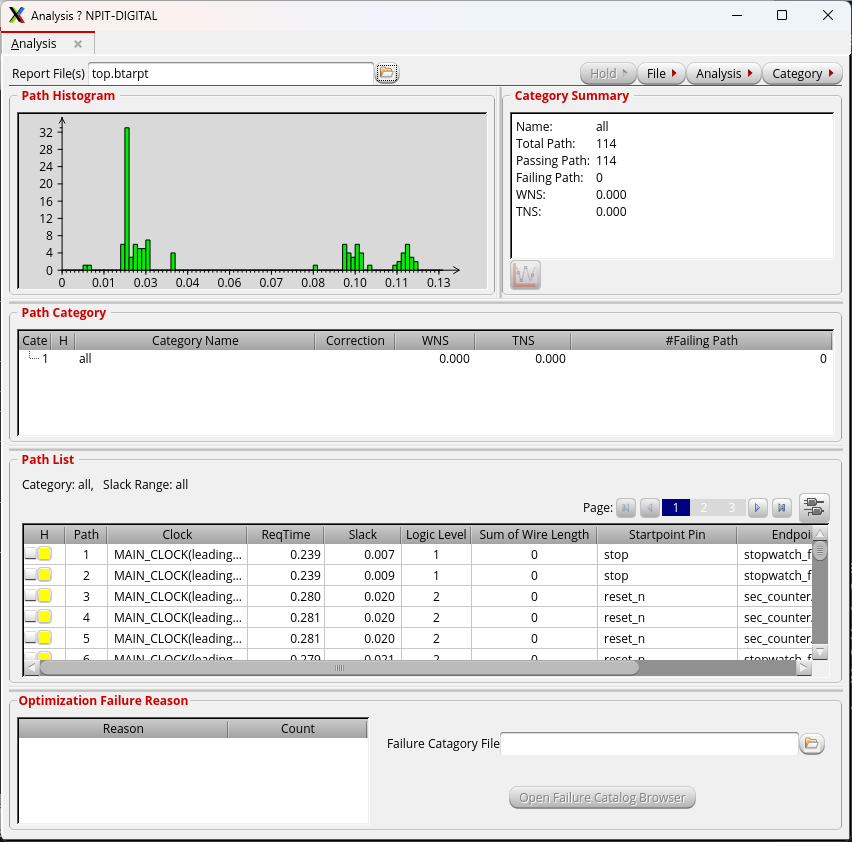 Analysis ? NPIT-DIGITAL
Analysis
Report File(s) top.btarpt Hold File Analysis Category
Path Histogram
32
28
24
20
16
12
8
4
0
0 0.01 0.03 0.04 0.06 0.07 0.08 0.10 0.11 0.13
Category Summary
Name: all
Total Path: 114
Passing Path: 114
Failing Path: 0
WNS: 0.000
TNS: 0.000
Path Category
Cate H Category Name Correction WNS TNS #Failing Path
1 all 0.000 0.000 0
Path List
Category: all, Slack Range: all
Page: 1 2 3
H Path Clock ReqTime Slack Logic Level Sum of Wire Length Startpoint Pin Endpoi
1 MAIN_CLOCK(leading... 0.239 0.007 1 0 stop stopwatch_f
2 MAIN_CLOCK(leading... 0.239 0.009 1 0 stop stopwatch_f
3 MAIN_CLOCK(leading... 0.280 0.020 2 0 reset_n sec_counter.
4 MAIN_CLOCK(leading... 0.281 0.020 2 0 reset_n sec_counter.
5 MAIN_CLOCK(leading... 0.281 0.020 2 0 reset_n sec_counter.
6 MAIN_CLOCK(leading... 0.279 0.021 2 0 reset_n stopwatch_f
Optimization Failure Reason
Reason Count
Failure Catagory File
Open Failure Catalog Browser